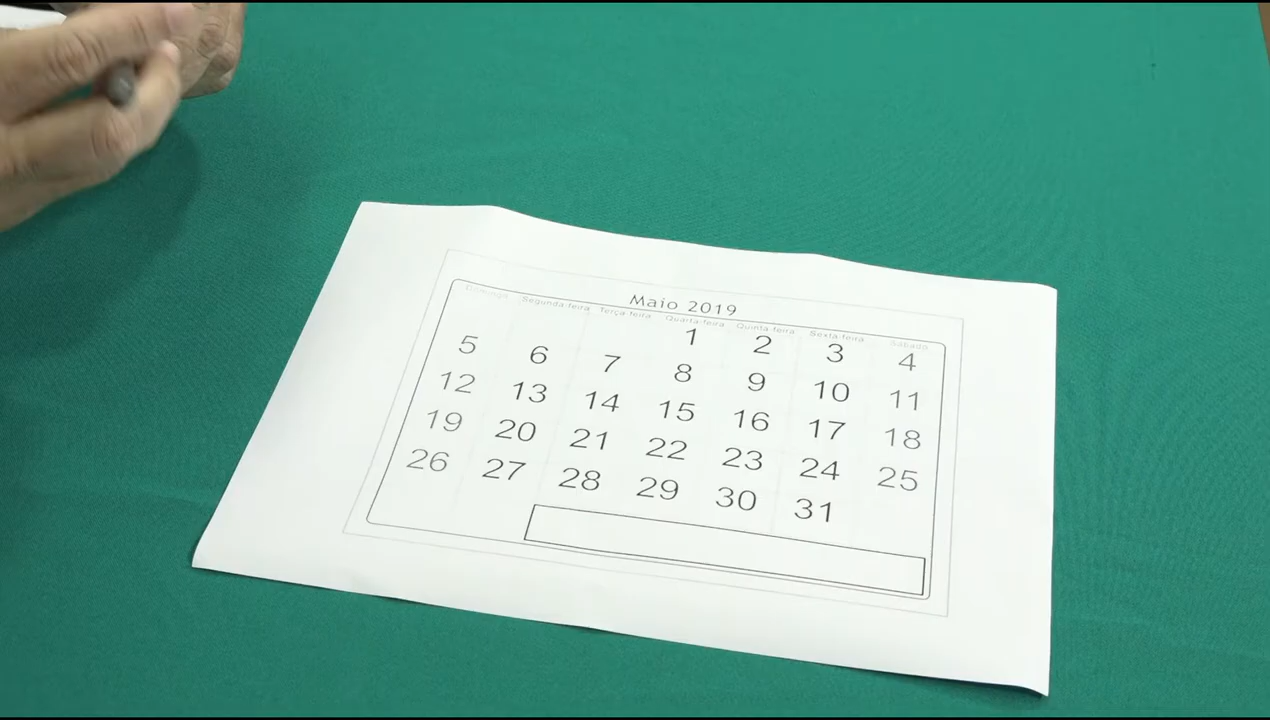 Maio 2019
Domingo Segunda-feira Terça-feira Quarta-feira Quinta-feira Sexta-feira Sábado
1 2 3 4
5 6 7 8 9 10 11
12 13 14 15 16 17 18
19 20 21 22 23 24 25
26 27 28 29 30 31